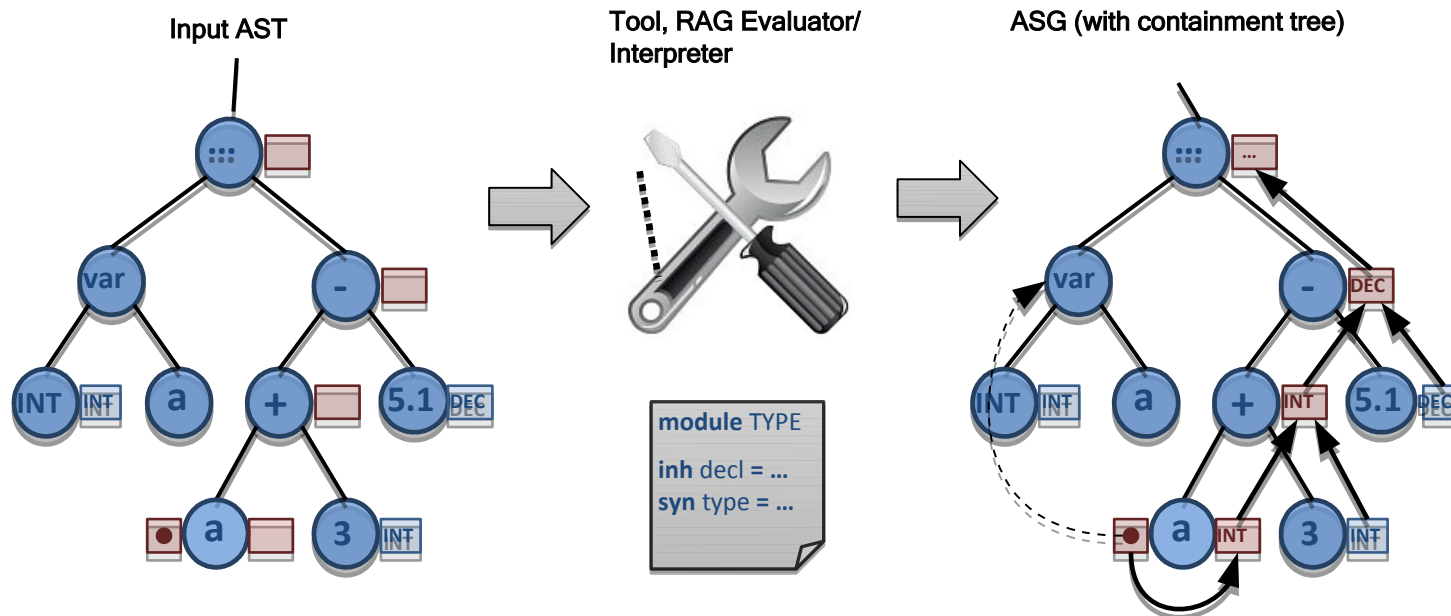 Input AST
Tool, RAG Evaluator/
Interpreter
ASG (with containment tree)
var
-
INT
INT
a
+
5.1
DEC
a
3
INT
module TYPE
inh decl = ...
syn type = ...
...
var
-
DEC
INT
INT
a
+
INT
5.1
DEC
a
INT
3
INT